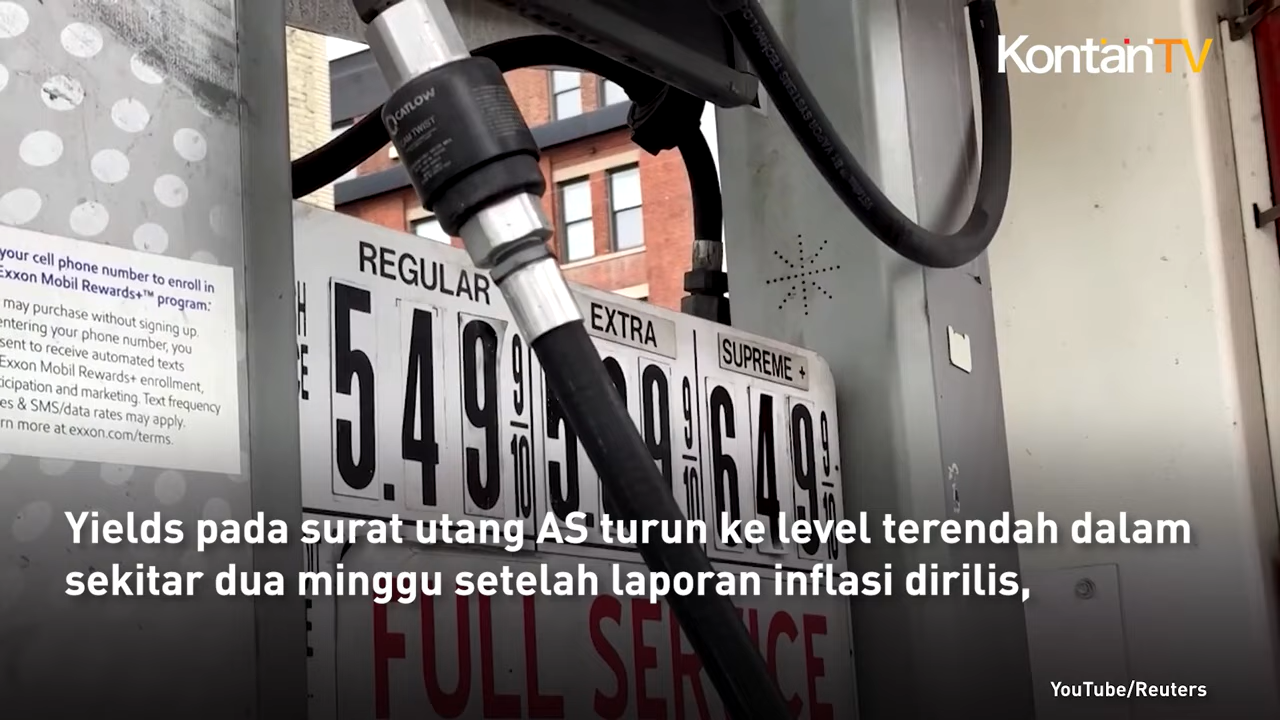 KontanTV
CATLOW
TWIST
your cell phone number to enroll in
Exxon Mobil Rewards+™ program.
may purchase without signing up.
entering your phone number, you
sent to receive automated texts
Exxon Mobil Rewards+ enrollment,
and marketing. Text frequency
& SMS/data rates may apply.
more at exxon.com/terms.
REGULAR
EXTRA
SUPREME +
5.49 9/10
9/10
6.49 9/10
Yields pada surat utang AS turun ke level terendah dalam
sekitar dua minggu setelah laporan inflasi dirilis,
FULL SERVICE
YouTube/Reuters